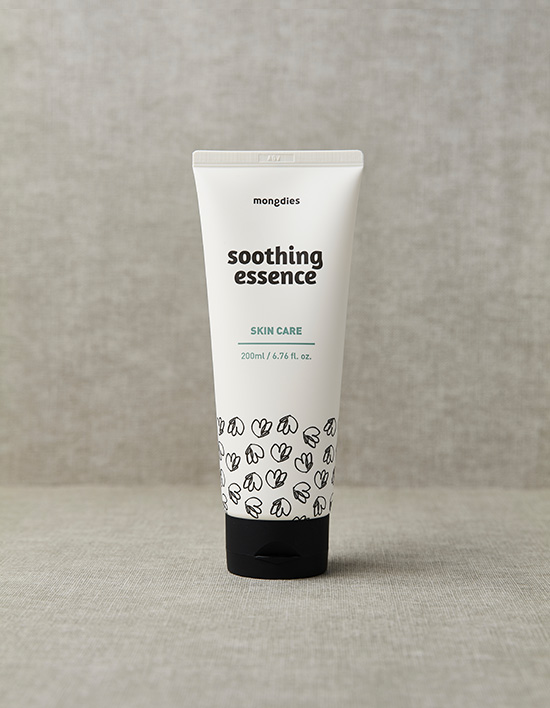 mongdies
soothing
essence
SKIN CARE
200ml / 6.76 fl. oz.